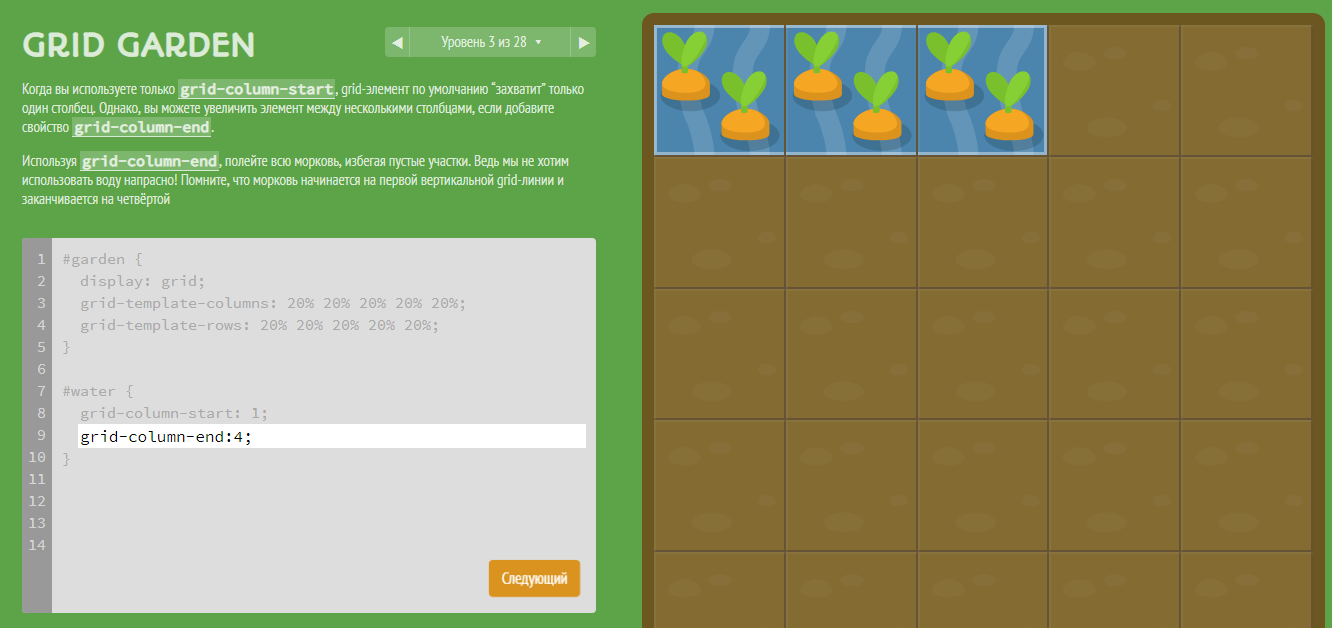 GRID GARDEN
◀ Уровень 3 из 28 ▾ ▶
Когда вы используете только grid-column-start, grid-элемент по умолчанию "захватит" только
один столбец. Однако, вы можете увеличить элемент между несколькими столбцами, если добавите
свойство grid-column-end.
Используя grid-column-end, полейте всю морковь, избегая пустые участки. Ведь мы не хотим
использовать воду напрасно! Помните, что морковь начинается на первой вертикальной grid-линии и
заканчивается на четвёртой
1 #garden {
2 display: grid;
3 grid-template-columns: 20% 20% 20% 20% 20%;
4 grid-template-rows: 20% 20% 20% 20% 20%;
5 }
6
7 #water {
8 grid-column-start: 1;
9 grid-column-end:4;
10 }
11
12
13
14
Следующий